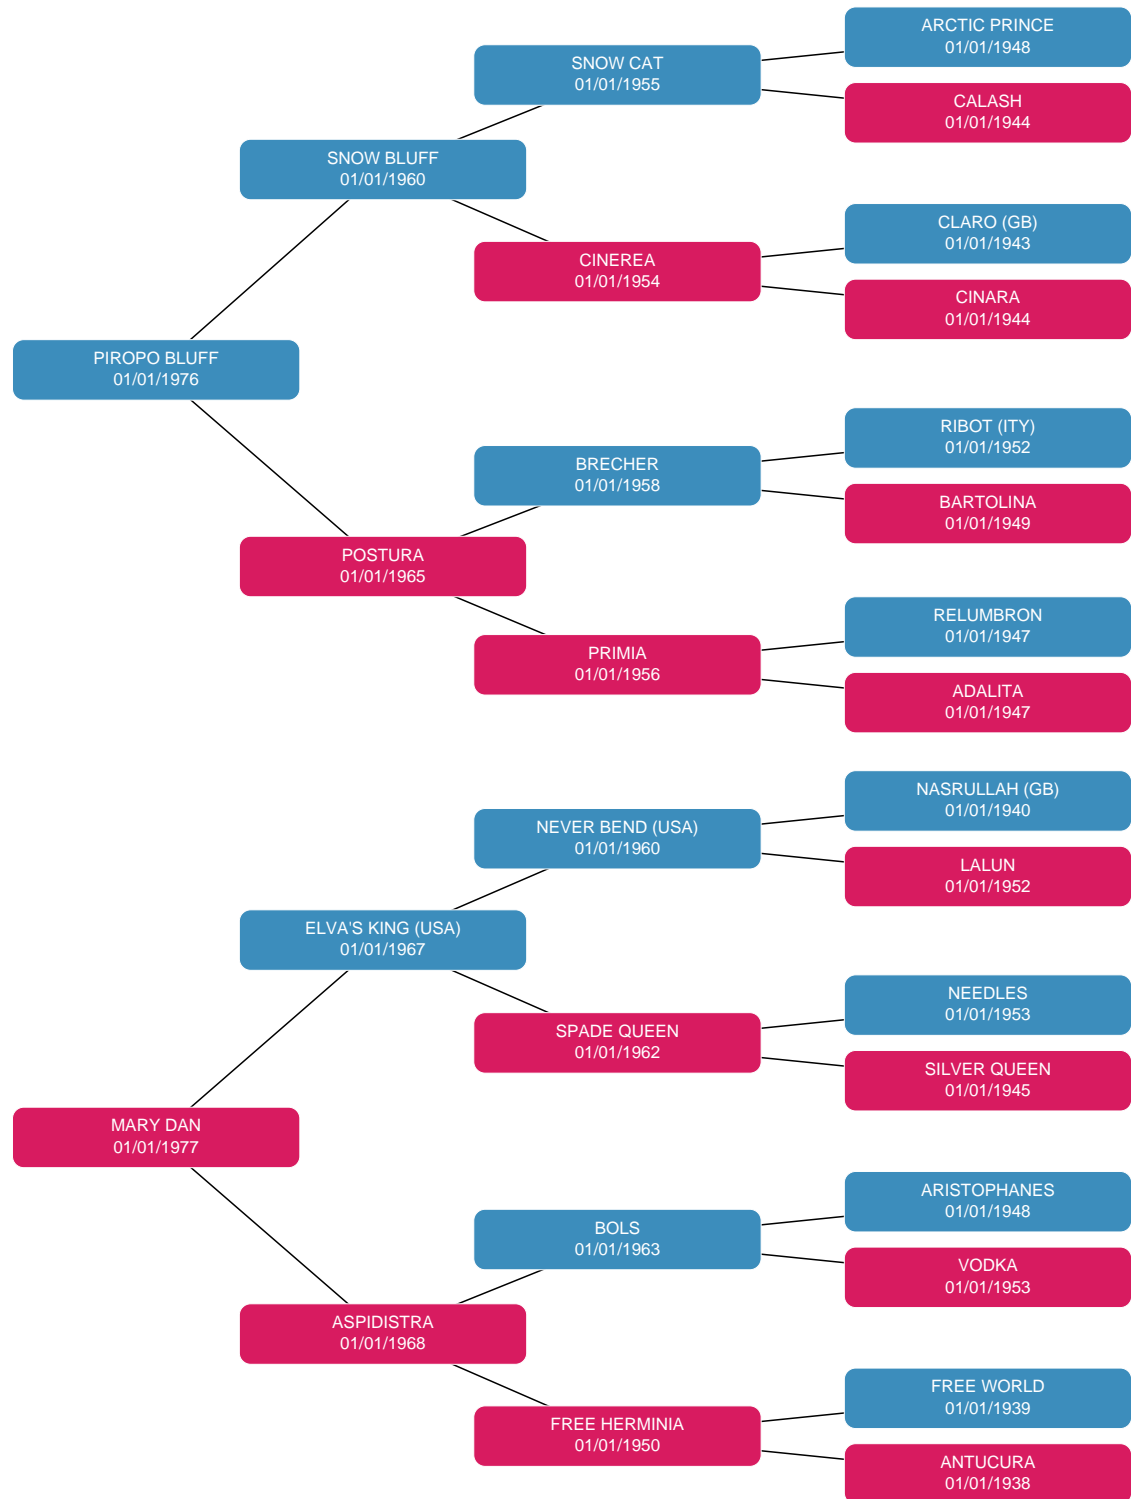 ARCTIC PRINCE
01/01/1948
SNOW CAT
01/01/1955
CALASH
01/01/1944
SNOW BLUFF
01/01/1960
CLARO (GB)
01/01/1943
CINEREA
01/01/1954
CINARA
01/01/1944
PIROPO BLUFF
01/01/1976
RIBOT (ITY)
01/01/1952
BRECHER
01/01/1958
BARTOLINA
01/01/1949
POSTURA
01/01/1965
RELUMBRON
01/01/1947
PRIMIA
01/01/1956
ADALITA
01/01/1947
NASRULLAH (GB)
01/01/1940
NEVER BEND (USA)
01/01/1960
LALUN
01/01/1952
ELVA'S KING (USA)
01/01/1967
NEEDLES
01/01/1953
SPADE QUEEN
01/01/1962
SILVER QUEEN
01/01/1945
MARY DAN
01/01/1977
ARISTOPHANES
01/01/1948
BOLS
01/01/1963
VODKA
01/01/1953
ASPIDISTRA
01/01/1968
FREE WORLD
01/01/1939
FREE HERMINIA
01/01/1950
ANTUCURA
01/01/1938